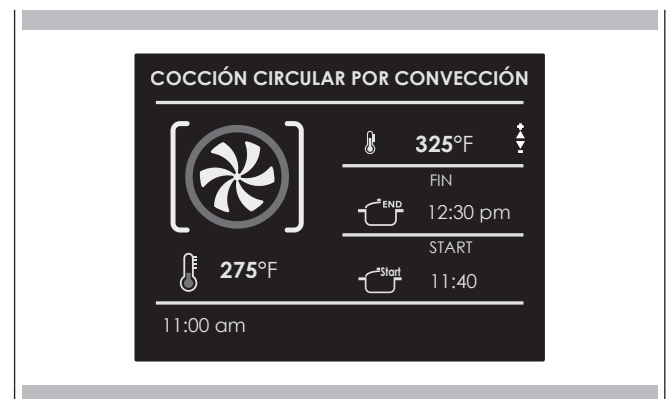 COCCIÓN CIRCULAR POR CONVECCIÓN
325°F
FIN
END
12:30 pm
START
Start
11:40
275°F
11:00 am